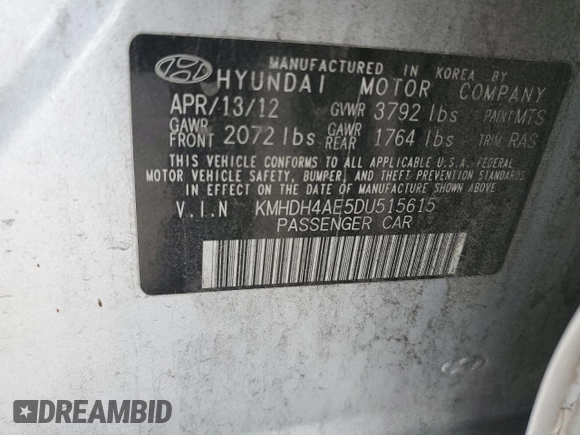 MANUFACTURED IN KOREA BY
HYUNDAI MOTOR COMPANY
APR/13/12 GVWR 3792 lbs PAINT MTS
GAWR FRONT 2072 lbs GAWR REAR 1764 lbs TRIM RAS
THIS VEHICLE CONFORMS TO ALL APPLICABLE U.S.A. FEDERAL
MOTOR VEHICLE SAFETY, BUMPER, AND THEFT PREVENTION STANDARDS
IN EFFECT ON THE DATE OF MANUFACTURE SHOWN ABOVE.
V.I.N KMHDH4AE5DU515615
PASSENGER CAR
DREAMBID